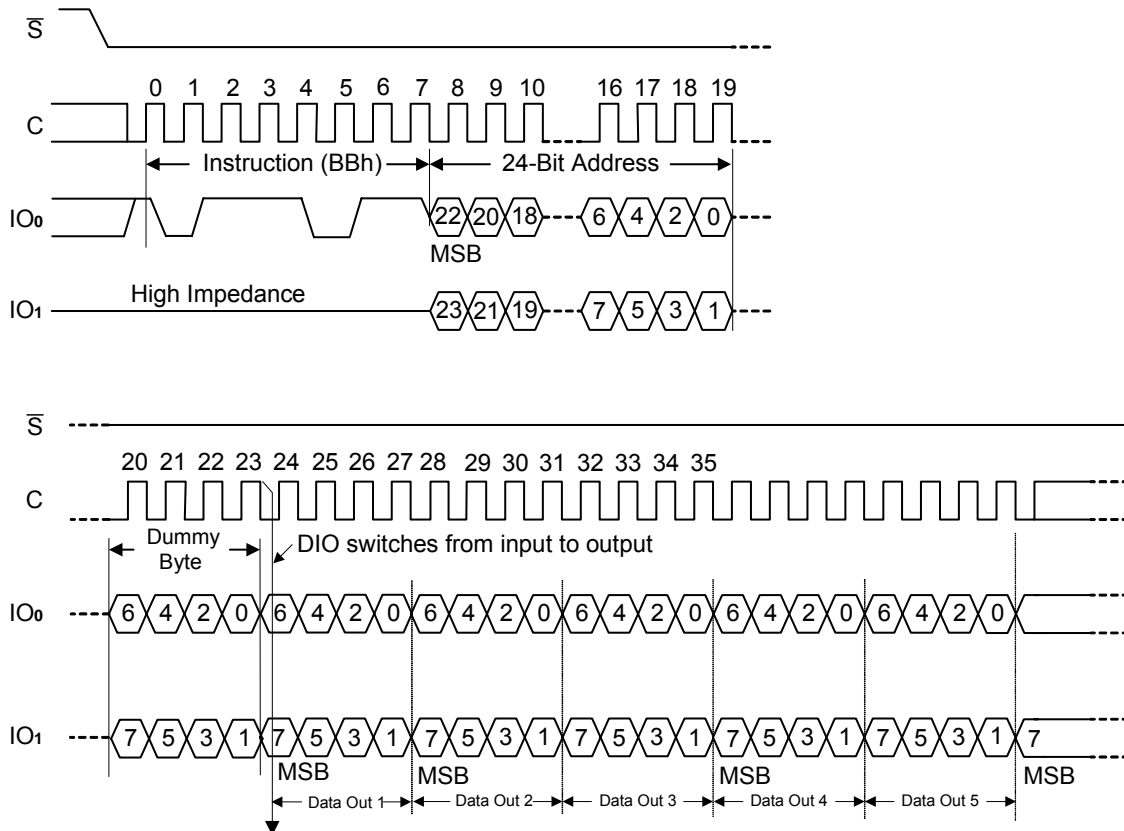 S
0 1 2 3 4 5 6 7 8 9 10 16 17 18 19
C
Instruction (BBh) 24-Bit Address
IO0 22 20 18 6 4 2 0
MSB
High Impedance
IO1 23 21 19 7 5 3 1
S
20 21 22 23 24 25 26 27 28 29 30 31 32 33 34 35
C
Dummy
Byte
DIO switches from input to output
IO0 6 4 2 0 6 4 2 0 6 4 2 0 6 4 2 0 6 4 2 0 6 4 2 0
IO1 7 5 3 1 7 5 3 1 7 5 3 1 7 5 3 1 7 5 3 1 7 5 3 1 7
MSB MSB MSB MSB
Data Out 1 Data Out 2 Data Out 3 Data Out 4 Data Out 5